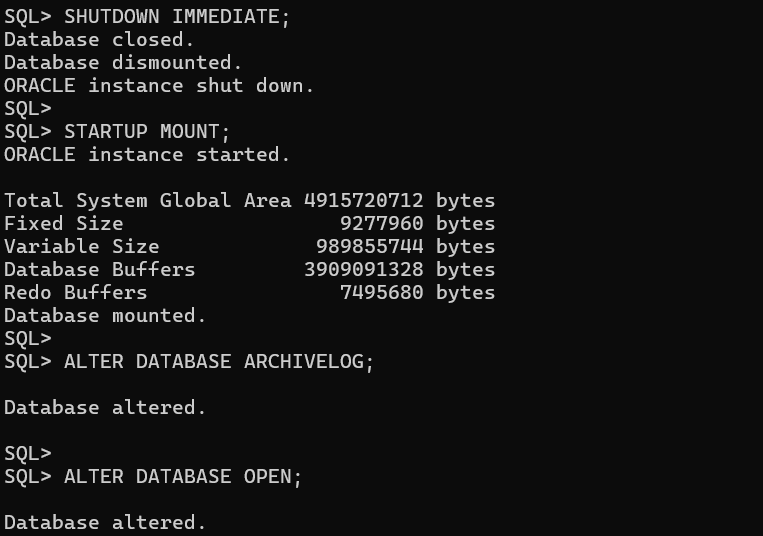 SQL> SHUTDOWN IMMEDIATE;
Database closed.
Database dismounted.
ORACLE instance shut down.
SQL>
SQL> STARTUP MOUNT;
ORACLE instance started.
Total System Global Area 4915720712 bytes
Fixed Size                  9277960 bytes
Variable Size             989855744 bytes
Database Buffers         3909091328 bytes
Redo Buffers                7495680 bytes
Database mounted.
SQL>
SQL> ALTER DATABASE ARCHIVELOG;
Database altered.
SQL>
SQL> ALTER DATABASE OPEN;
Database altered.